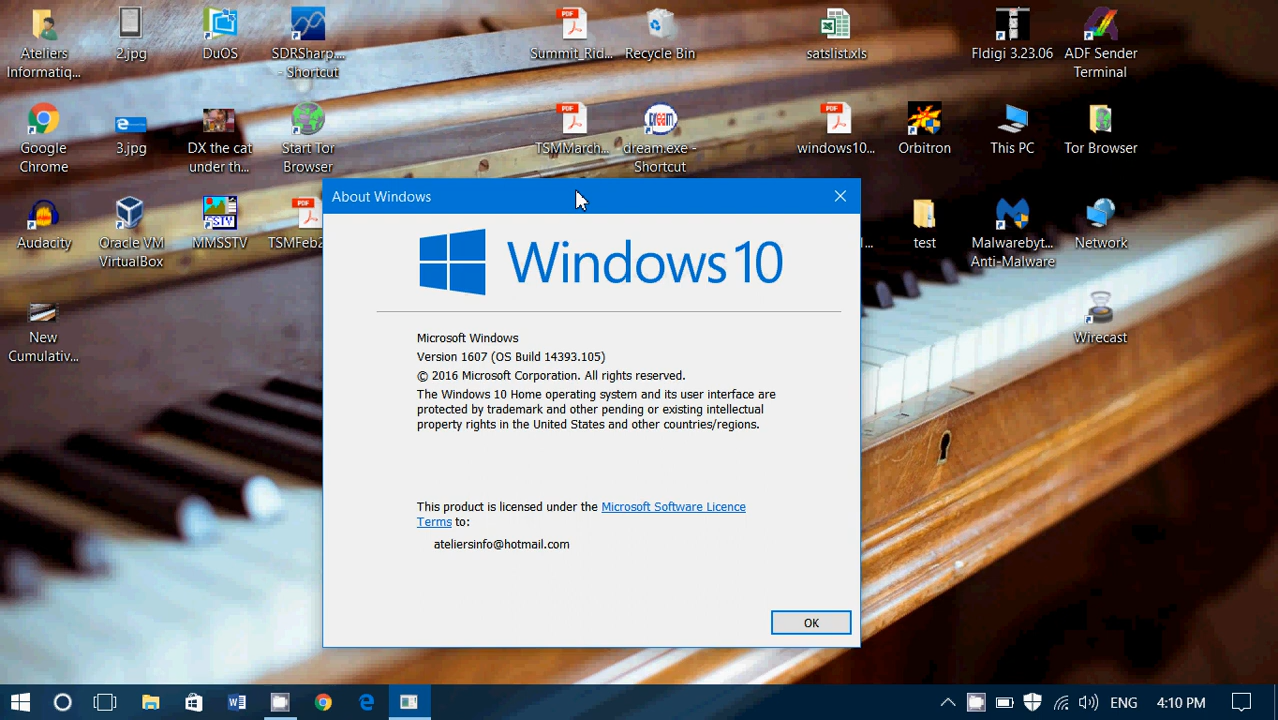 Ateliers
Informatiq...
2.jpg
DuOS
SDRSharp....
- Shortcut
PDF
Summit_Rid...
Recycle Bin
satslist.xls
Fldigi 3.23.06
ADF Sender
Terminal
Google
Chrome
3.jpg
DX the cat
under th...
Start Tor
Browser
PDF
TSMMarch...
Dream
dream.exe -
Shortcut
PDF
windows10...
Orbitron
This PC
Tor Browser
Audacity
Oracle VM
VirtualBox
SSTV
MMSSTV
PDF
TSMFeb2
test
Malwarebyt...
Anti-Malware
Network
New
Cumulativ...
Wirecast
About Windows
Windows 10
Microsoft Windows
Version 1607 (OS Build 14393.105)
© 2016 Microsoft Corporation. All rights reserved.
The Windows 10 Home operating system and its user interface are
protected by trademark and other pending or existing intellectual
property rights in the United States and other countries/regions.
This product is licensed under the Microsoft Software Licence
Terms to:
ateliersinfo@hotmail.com
OK
ENG
4:10 PM